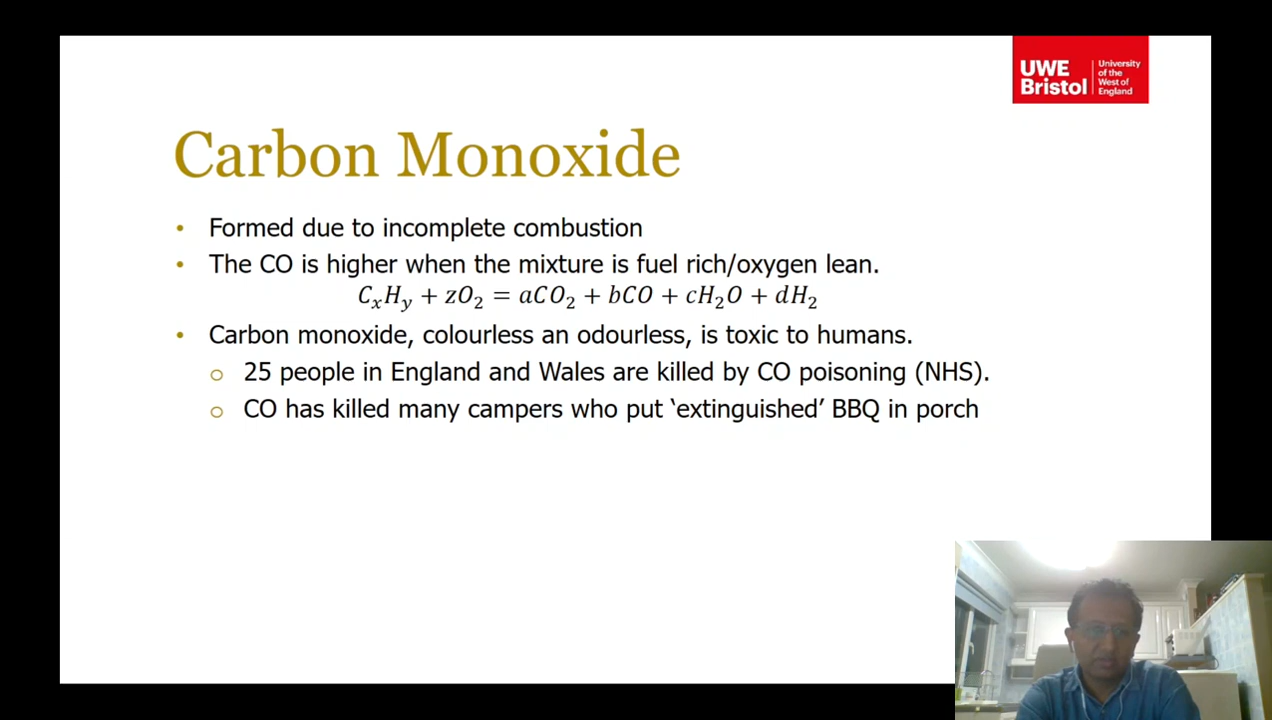 UWE Bristol
University of the West of England
Carbon Monoxide
• Formed due to incomplete combustion
• The CO is higher when the mixture is fuel rich/oxygen lean.
CₓHᵧ + zO₂ = aCO₂ + bCO + cH₂O + dH₂
• Carbon monoxide, colourless an odourless, is toxic to humans.
o 25 people in England and Wales are killed by CO poisoning (NHS).
o CO has killed many campers who put ‘extinguished’ BBQ in porch